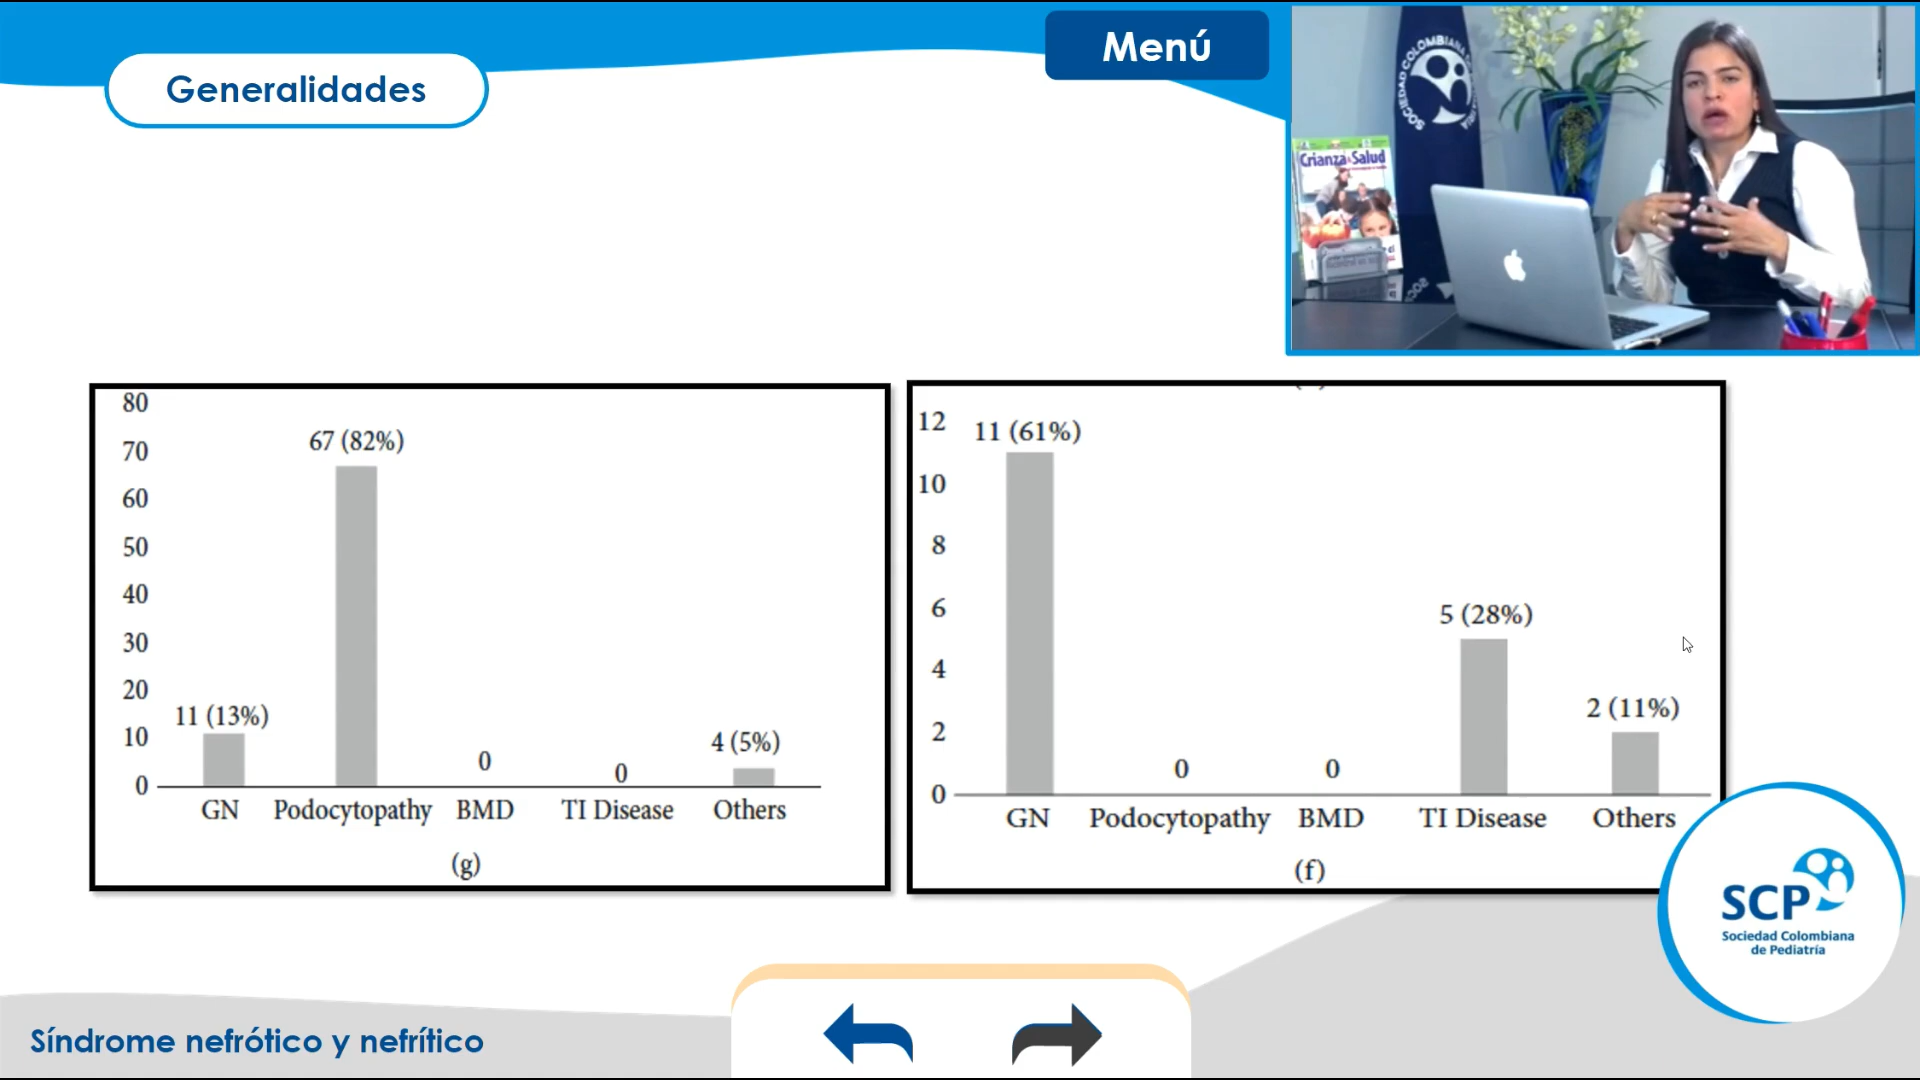 Generalidades
Menú
SOCIEDAD COLOMBIANA
Crianza & Salud
80
70
60
50
40
30
20
10
0
67 (82%)
11 (13%)
0
0
4 (5%)
GN Podocytopathy BMD TI Disease Others
(g)
12
10
8
6
4
2
0
11 (61%)
0
0
5 (28%)
2 (11%)
GN Podocytopathy BMD TI Disease Others
(f)
SCP
Sociedad Colombiana
de Pediatría
Síndrome nefrótico y nefrítico